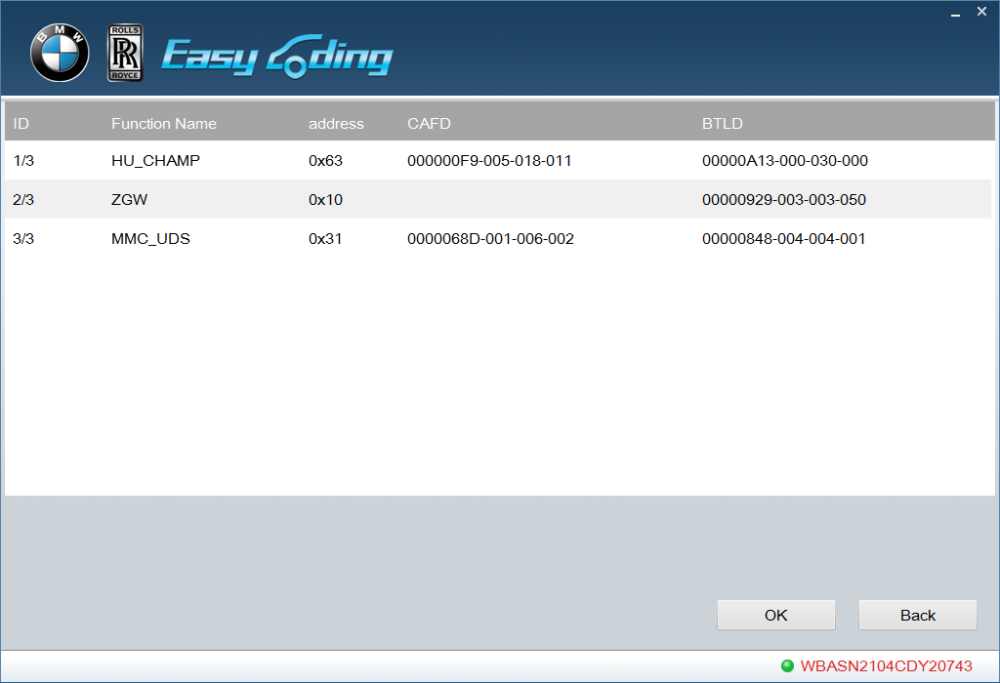 BMW
ROLLS
RR
ROYCE
Easy Coding
ID Function Name address CAFD BTLD
1/3 HU_CHAMP 0x63 000000F9-005-018-011 00000A13-000-030-000
2/3 ZGW 0x10 00000929-003-003-050
3/3 MMC_UDS 0x31 0000068D-001-006-002 00000848-004-004-001
OK Back
WBASN2104CDY20743